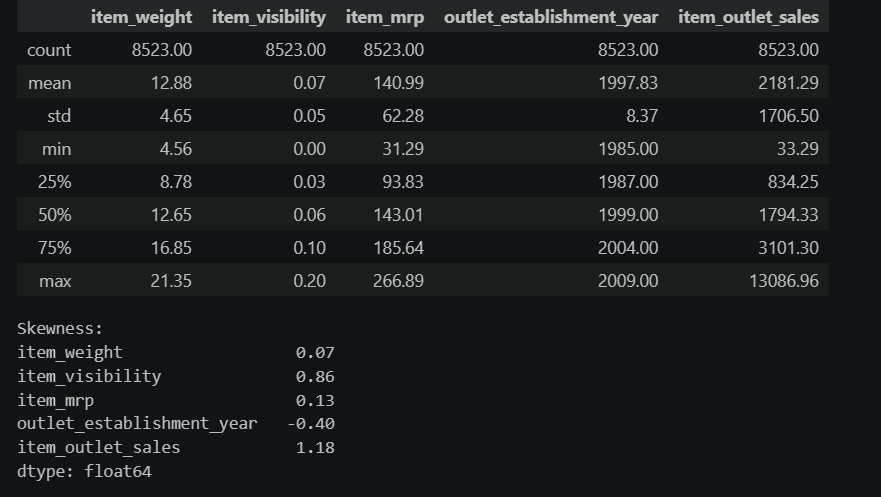 item_weight item_visibility item_mrp outlet_establishment_year item_outlet_sales
count 8523.00 8523.00 8523.00 8523.00 8523.00
mean 12.88 0.07 140.99 1997.83 2181.29
std 4.65 0.05 62.28 8.37 1706.50
min 4.56 0.00 31.29 1985.00 33.29
25% 8.78 0.03 93.83 1987.00 834.25
50% 12.65 0.06 143.01 1999.00 1794.33
75% 16.85 0.10 185.64 2004.00 3101.30
max 21.35 0.20 266.89 2009.00 13086.96
Skewness:
item_weight 0.07
item_visibility 0.86
item_mrp 0.13
outlet_establishment_year -0.40
item_outlet_sales 1.18
dtype: float64